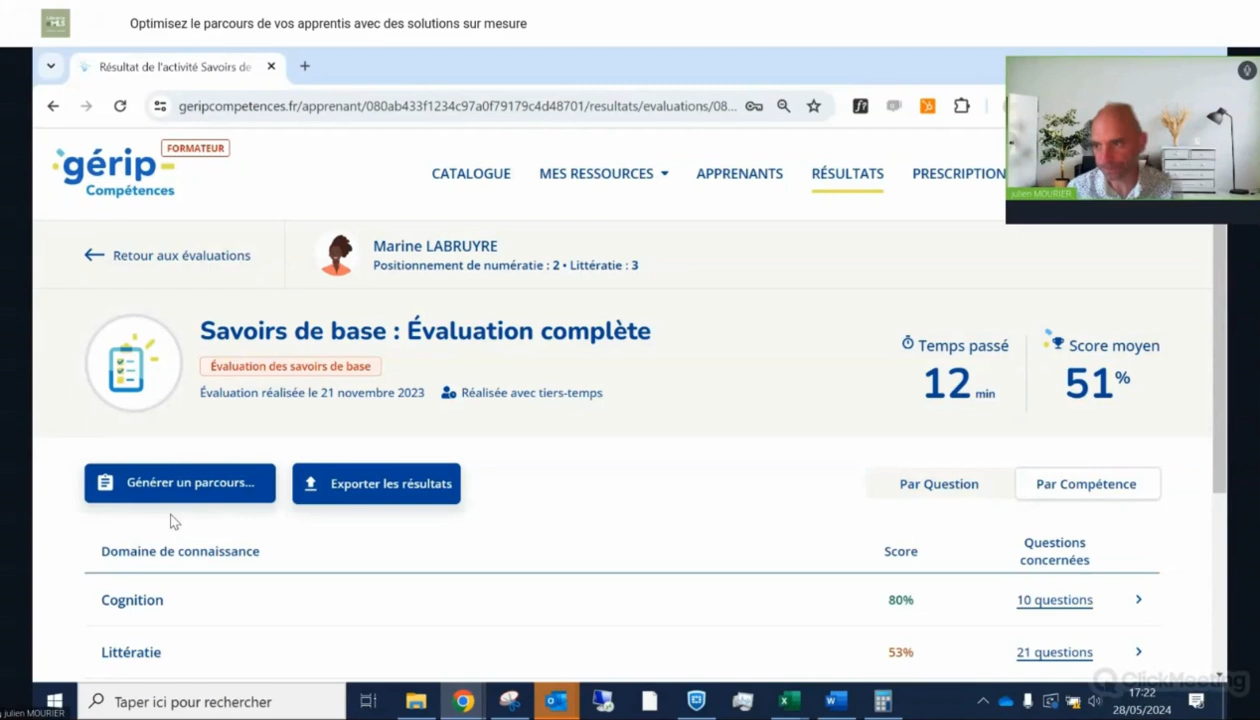 Optimisez le parcours de vos apprentis avec des solutions sur mesure
Résultat de l'activité Savoirs de
geripcompetences.fr/apprenant/080ab433f1234c97a0f79179c4d48701/resultats/evaluations/08...
gérip
Compétences
FORMATEUR
CATALOGUE
MES RESSOURCES
APPRENANTS
RÉSULTATS
PRESCRIPTION
julien MOURIER
Retour aux évaluations
Marine LABRUYRE
Positionnement de numératie : 2 • Littératie : 3
Savoirs de base : Évaluation complète
Évaluation des savoirs de base
Évaluation réalisée le 21 novembre 2023
Réalisée avec tiers-temps
Temps passé
12 min
Score moyen
51%
Générer un parcours...
Exporter les résultats
Par Question
Par Compétence
Domaine de connaissance
Score
Questions
concernées
Cognition
80%
10 questions
Littératie
53%
21 questions
ClickMeeting
Taper ici pour rechercher
17:22
28/05/2024
julien MOURIER